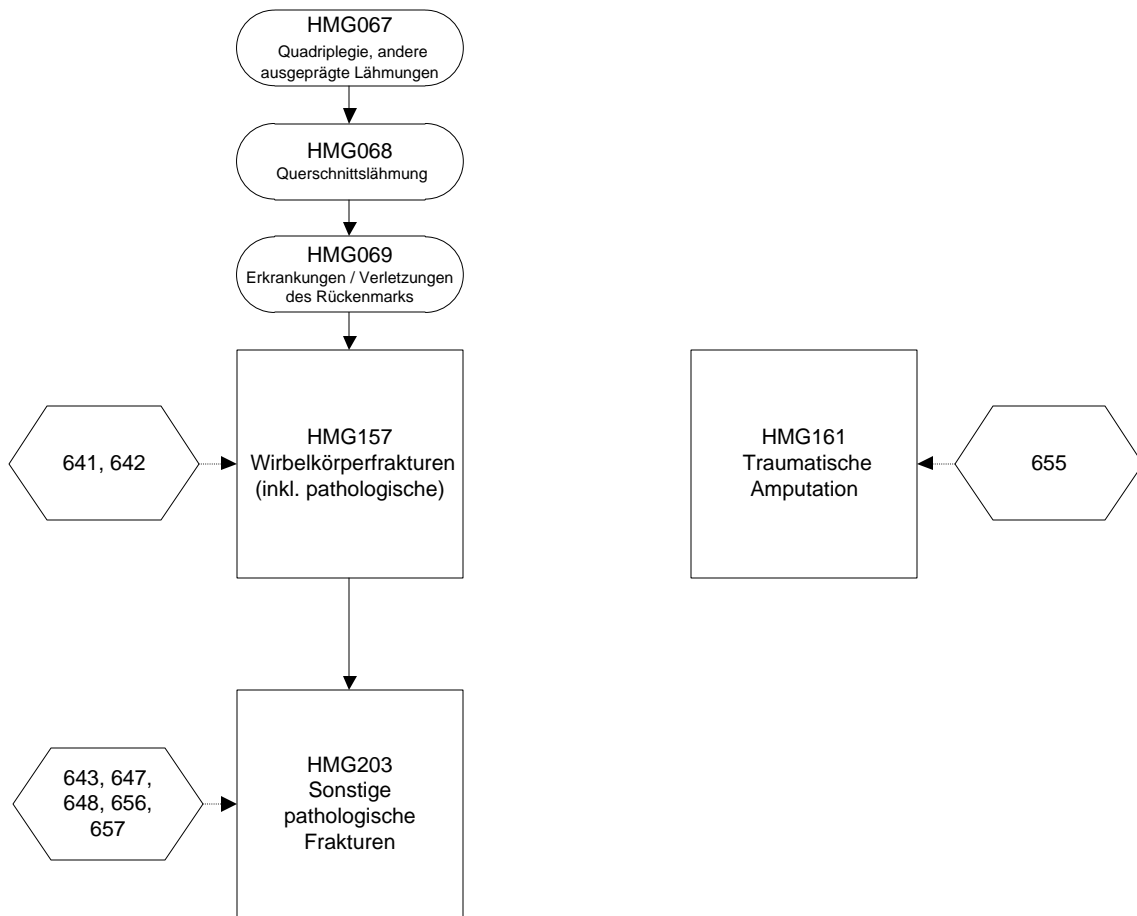 HMG067
Quadriplegie, andere
ausgeprägte Lähmungen
HMG068
Querschnittslähmung
HMG069
Erkrankungen / Verletzungen
des Rückenmarks
641, 642
HMG157
Wirbelkörperfrakturen
(inkl. pathologische)
HMG161
Traumatische
Amputation
655
643, 647,
648, 656,
657
HMG203
Sonstige
pathologische
Frakturen